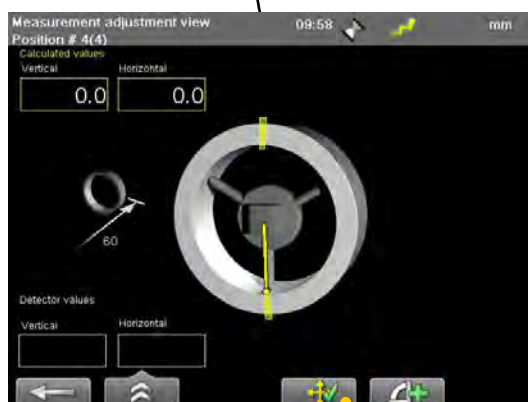 Measurement adjustment view 09:58 mm
Position # 4(4)
Calculated values
Vertical Horizontal
0.0 0.0
60
Detector values
Vertical Horizontal